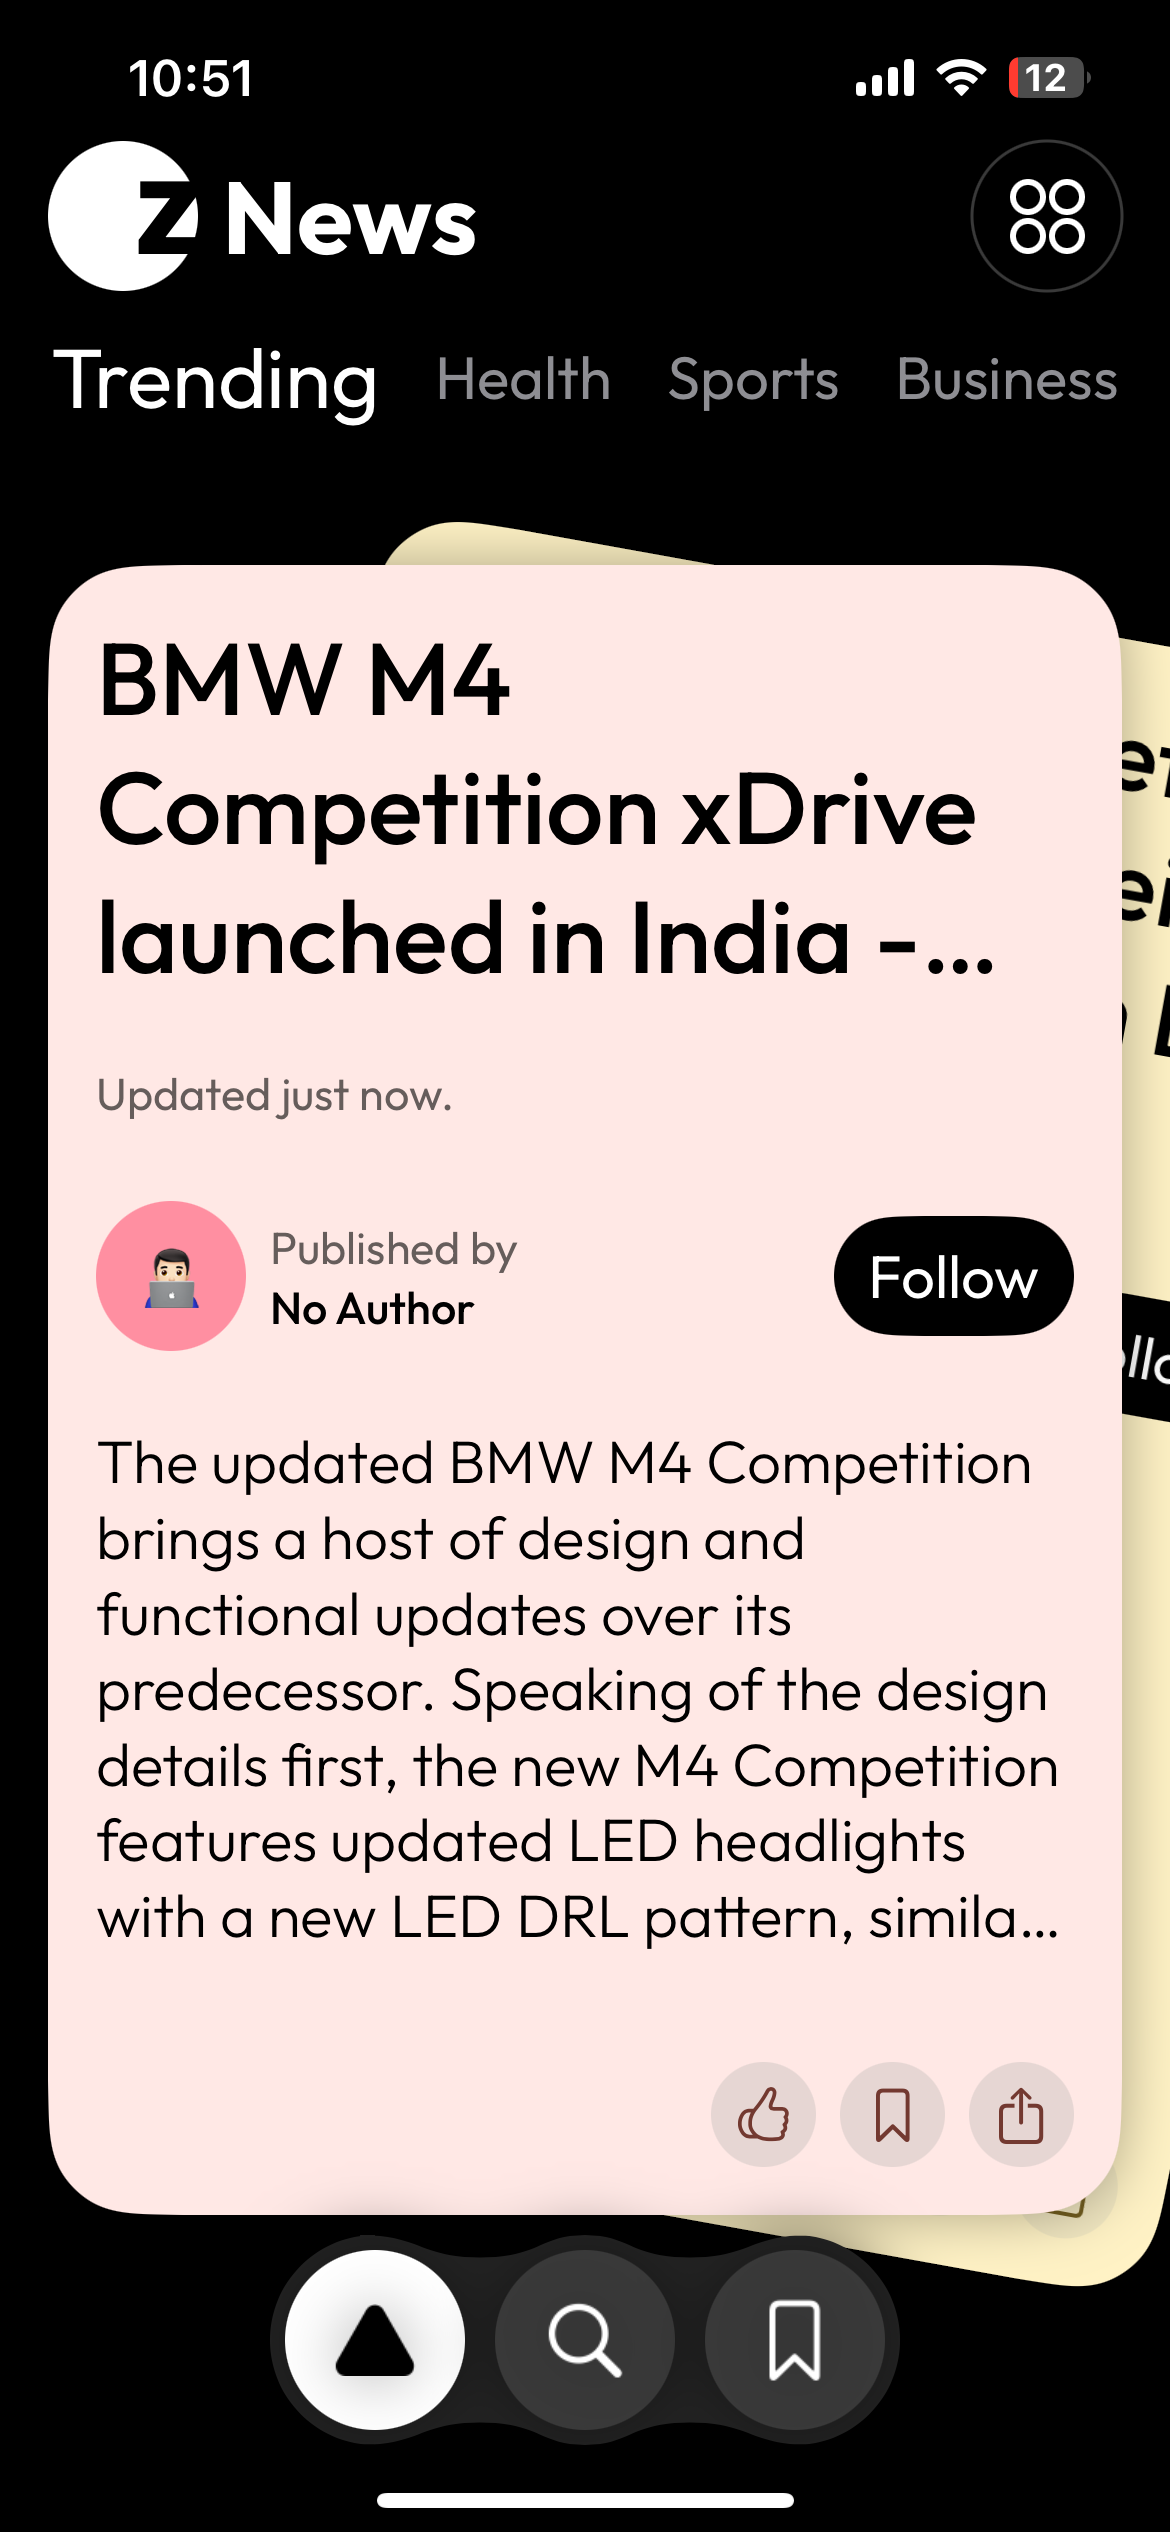 10:51
12
Z News
Trending Health Sports Business
BMW M4
Competition xDrive
launched in India -...
Updated just now.
Published by
No Author
Follow
The updated BMW M4 Competition
brings a host of design and
functional updates over its
predecessor. Speaking of the design
details first, the new M4 Competition
features updated LED headlights
with a new LED DRL pattern, simila...